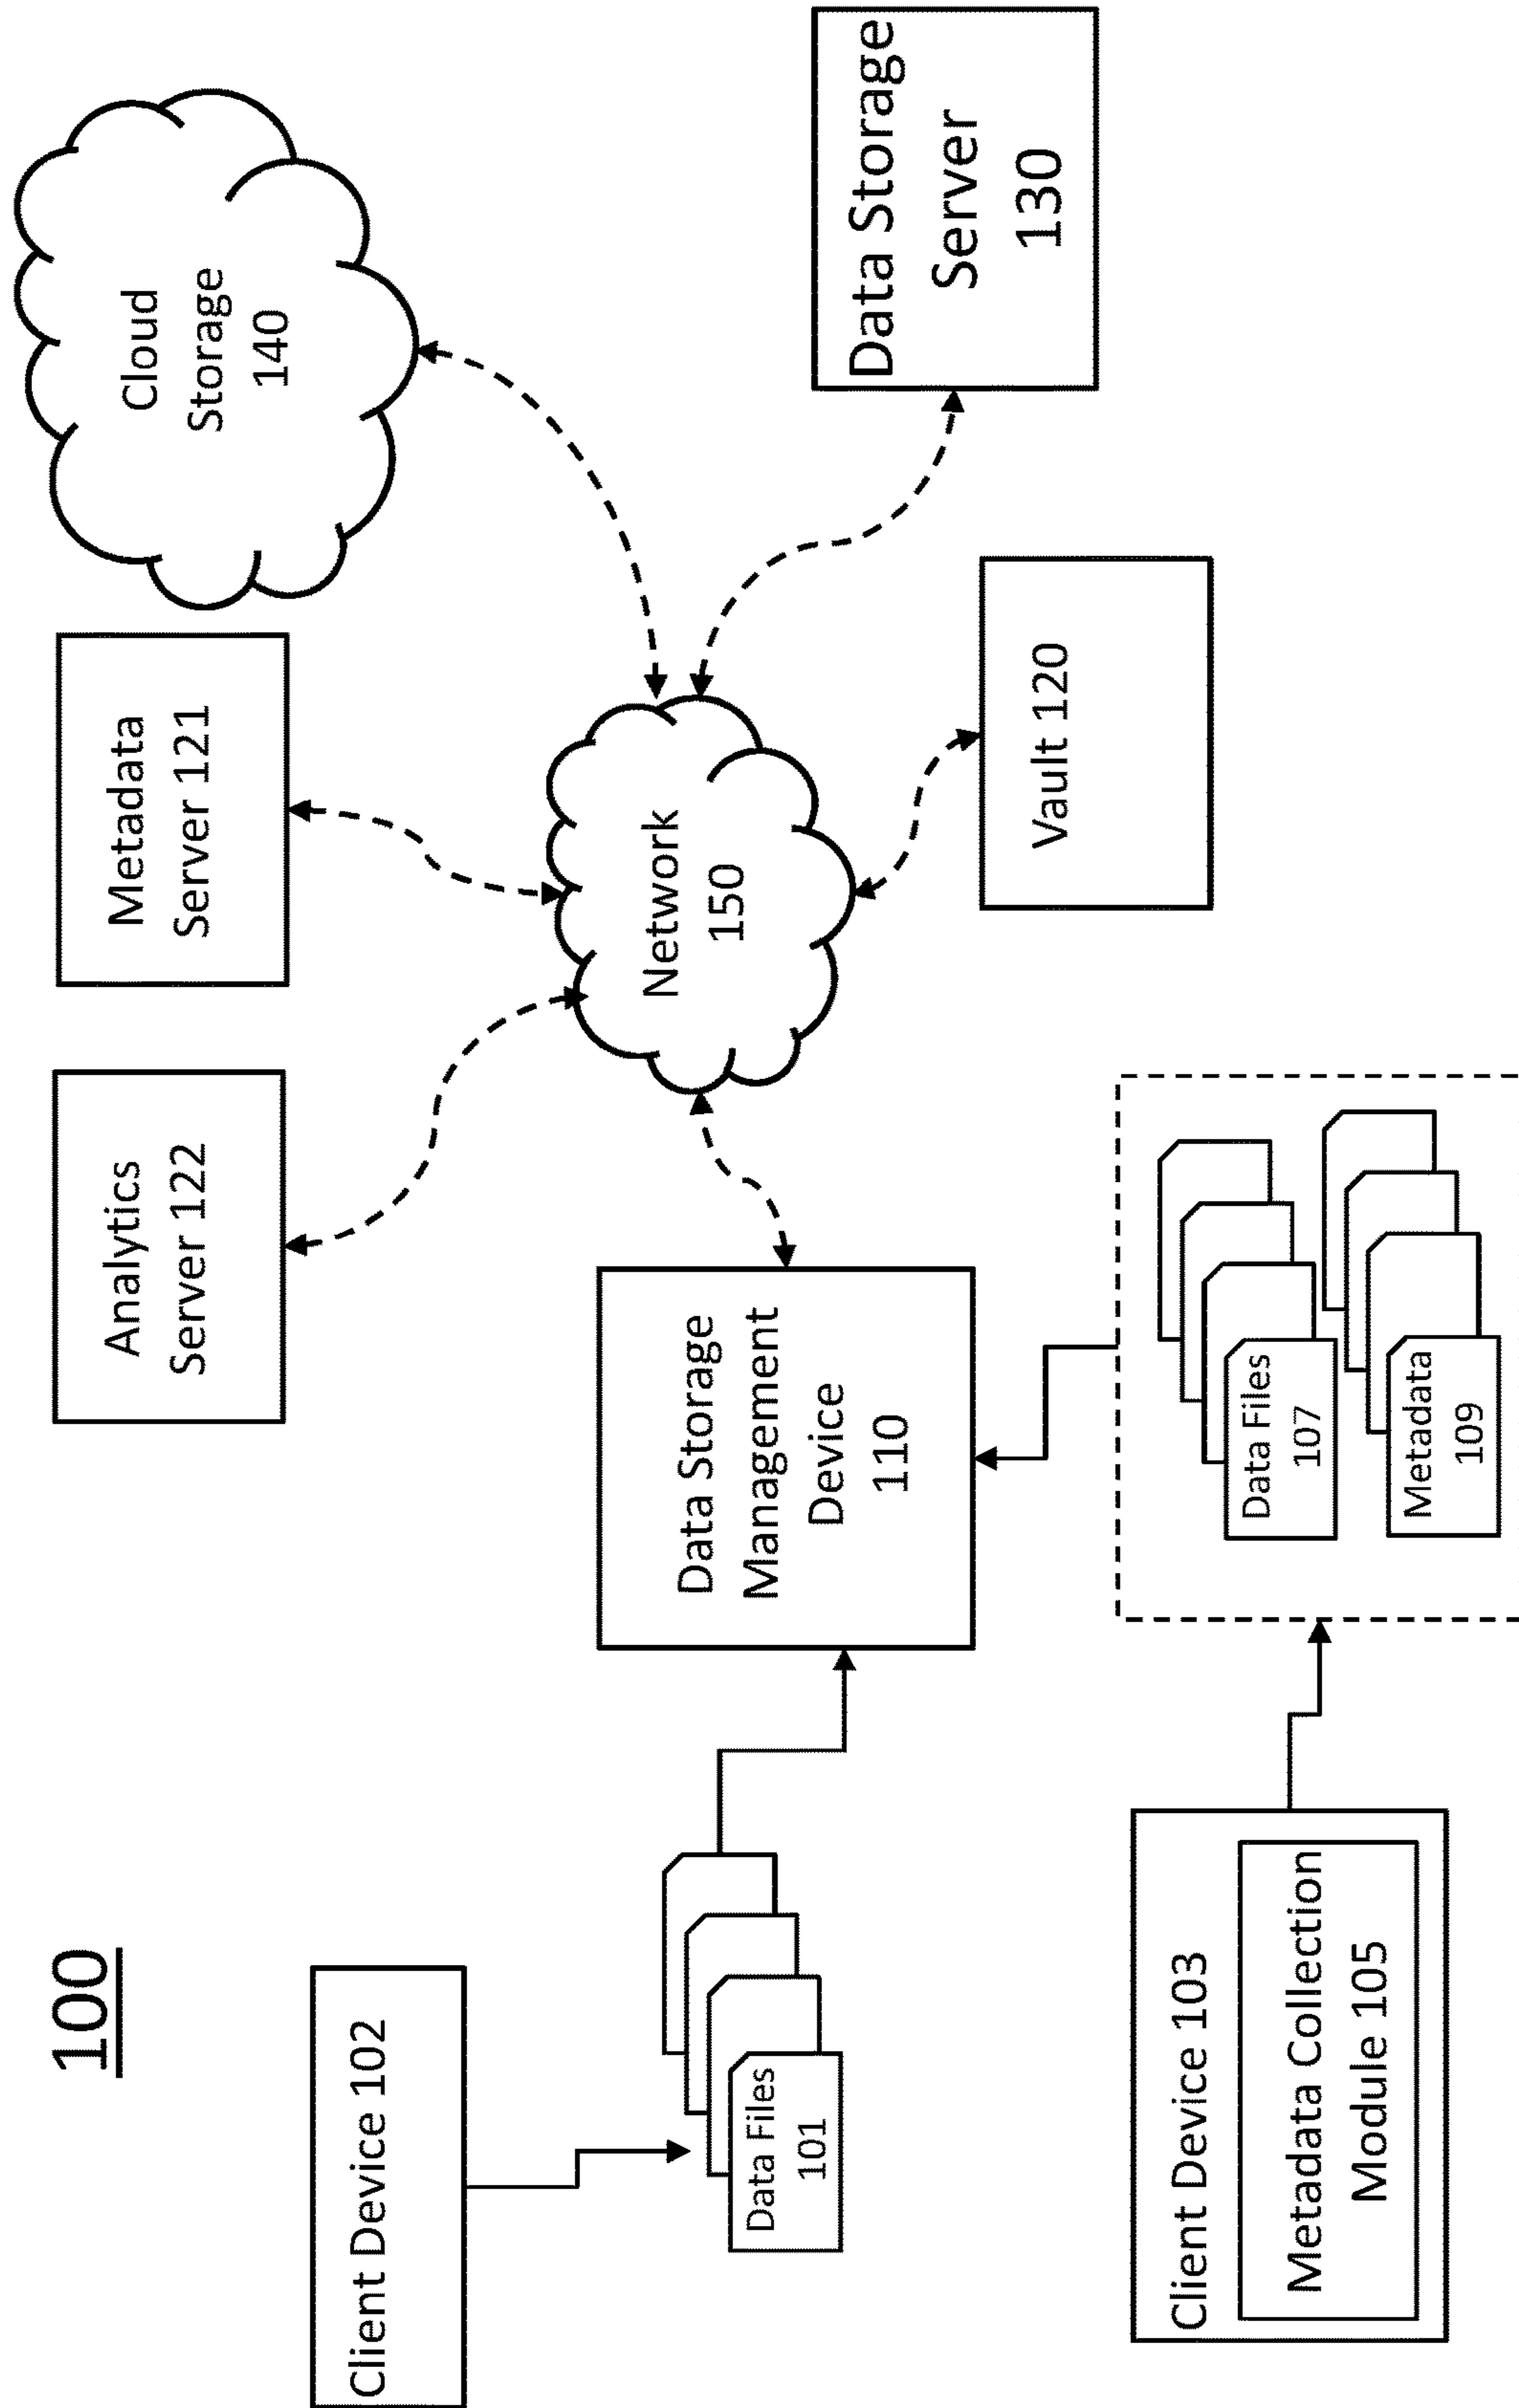 100
Client Device 102
Data Files
101
Client Device 103
Metadata Collection
Module 105
Data Storage
Management
Device
110
Data Files
107
Metadata
109
Analytics
Server 122
Metadata
Server 121
Network
150
Vault 120
Cloud
Storage
140
Data Storage
Server
130